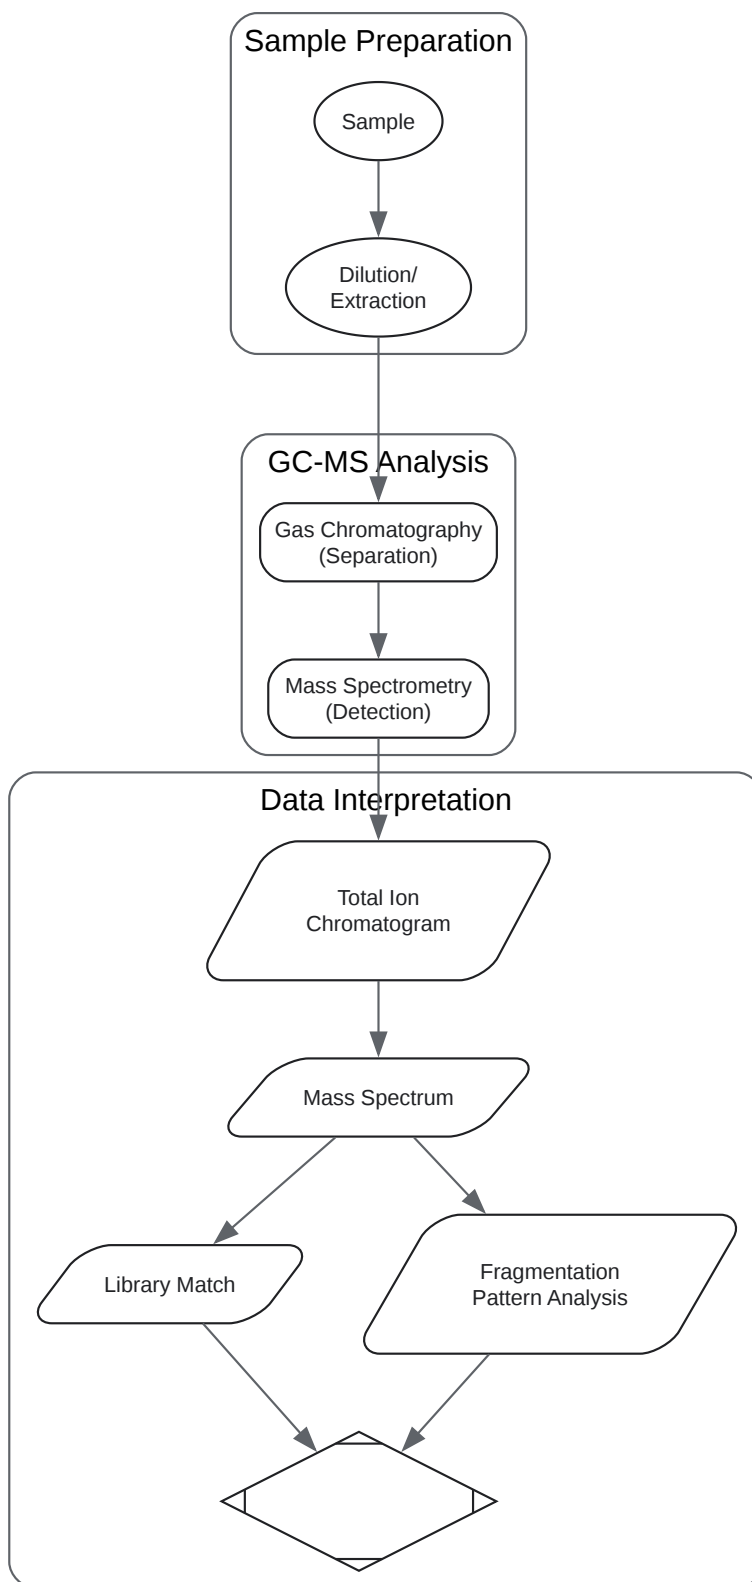 Sample Preparation
Sample
Dilution/
Extraction
GC-MS Analysis
Gas Chromatography
(Separation)
Mass Spectrometry
(Detection)
Data Interpretation
Total Ion
Chromatogram
Mass Spectrum
Library Match
Fragmentation
Pattern Analysis